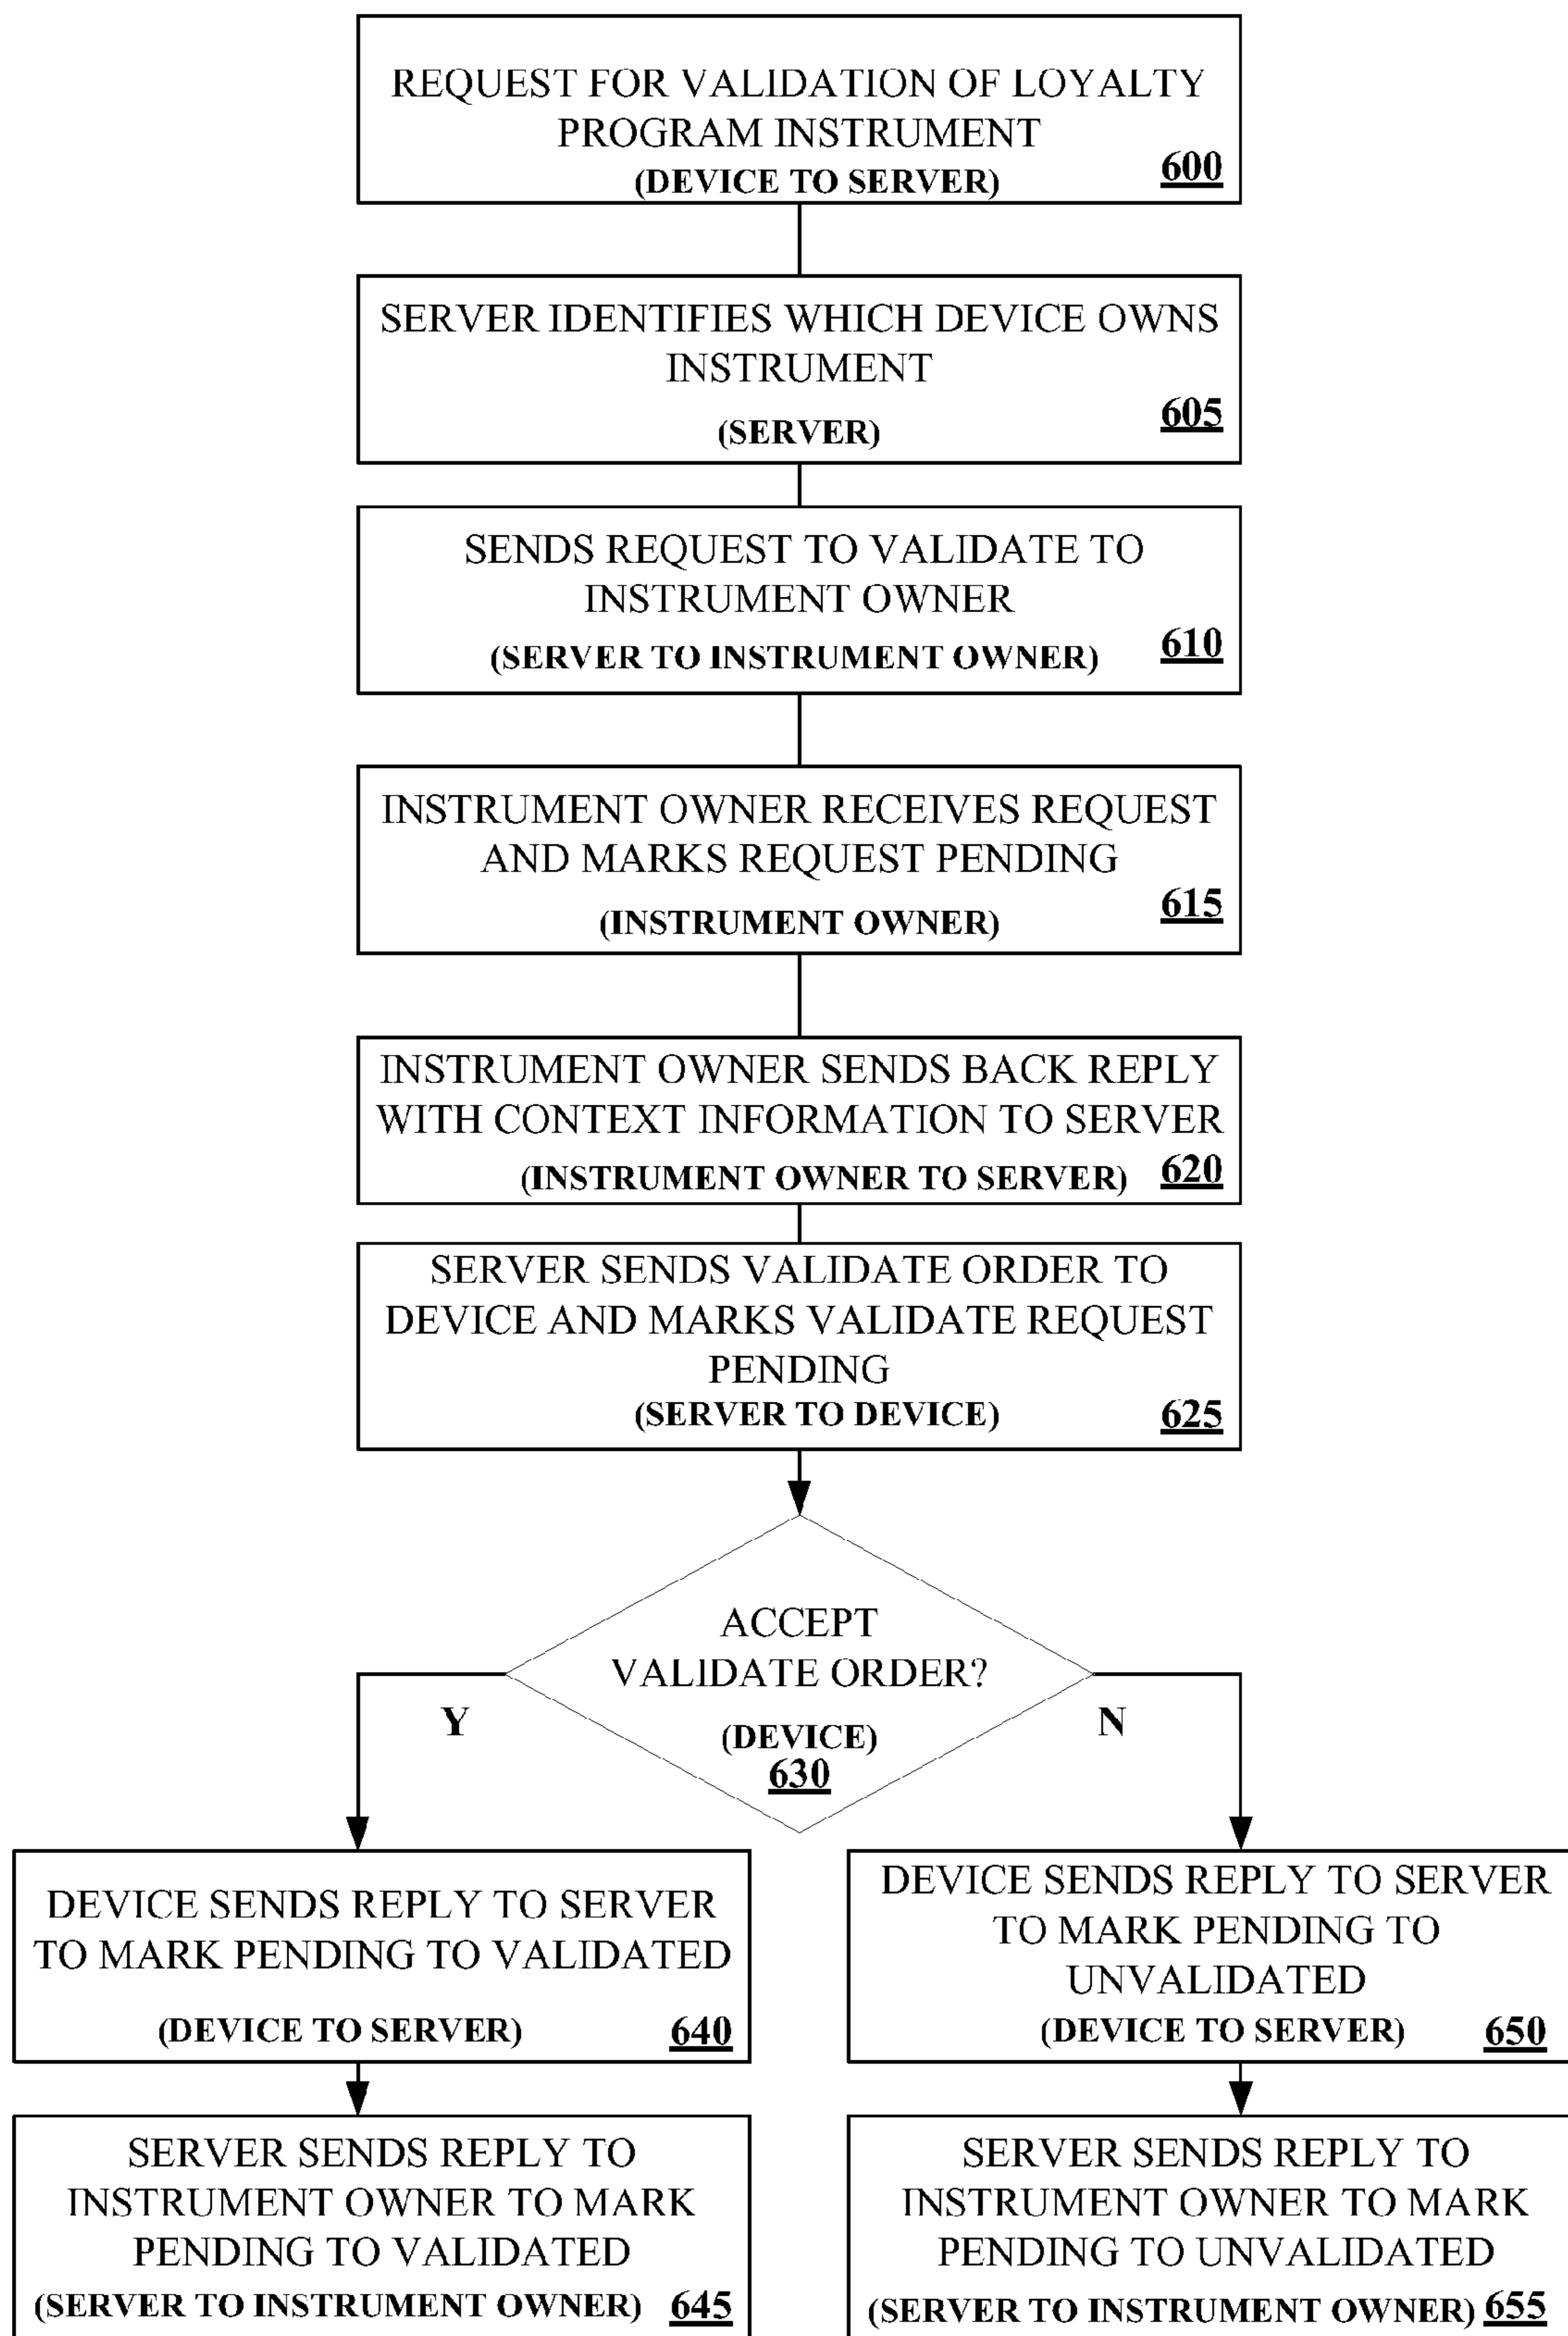 REQUEST FOR VALIDATION OF LOYALTY
PROGRAM INSTRUMENT
(DEVICE TO SERVER)
600
SERVER IDENTIFIES WHICH DEVICE OWNS
INSTRUMENT
(SERVER)
605
SENDS REQUEST TO VALIDATE TO
INSTRUMENT OWNER
(SERVER TO INSTRUMENT OWNER)
610
INSTRUMENT OWNER RECEIVES REQUEST
AND MARKS REQUEST PENDING
(INSTRUMENT OWNER)
615
INSTRUMENT OWNER SENDS BACK REPLY
WITH CONTEXT INFORMATION TO SERVER
(INSTRUMENT OWNER TO SERVER)
620
SERVER SENDS VALIDATE ORDER TO
DEVICE AND MARKS VALIDATE REQUEST
PENDING
(SERVER TO DEVICE)
625
ACCEPT
VALIDATE ORDER?
(DEVICE)
630
Y
N
DEVICE SENDS REPLY TO SERVER
TO MARK PENDING TO VALIDATED
(DEVICE TO SERVER)
640
DEVICE SENDS REPLY TO SERVER
TO MARK PENDING TO
UNVALIDATED
(DEVICE TO SERVER)
650
SERVER SENDS REPLY TO
INSTRUMENT OWNER TO MARK
PENDING TO VALIDATED
(SERVER TO INSTRUMENT OWNER)
645
SERVER SENDS REPLY TO
INSTRUMENT OWNER TO MARK
PENDING TO UNVALIDATED
(SERVER TO INSTRUMENT OWNER)
655